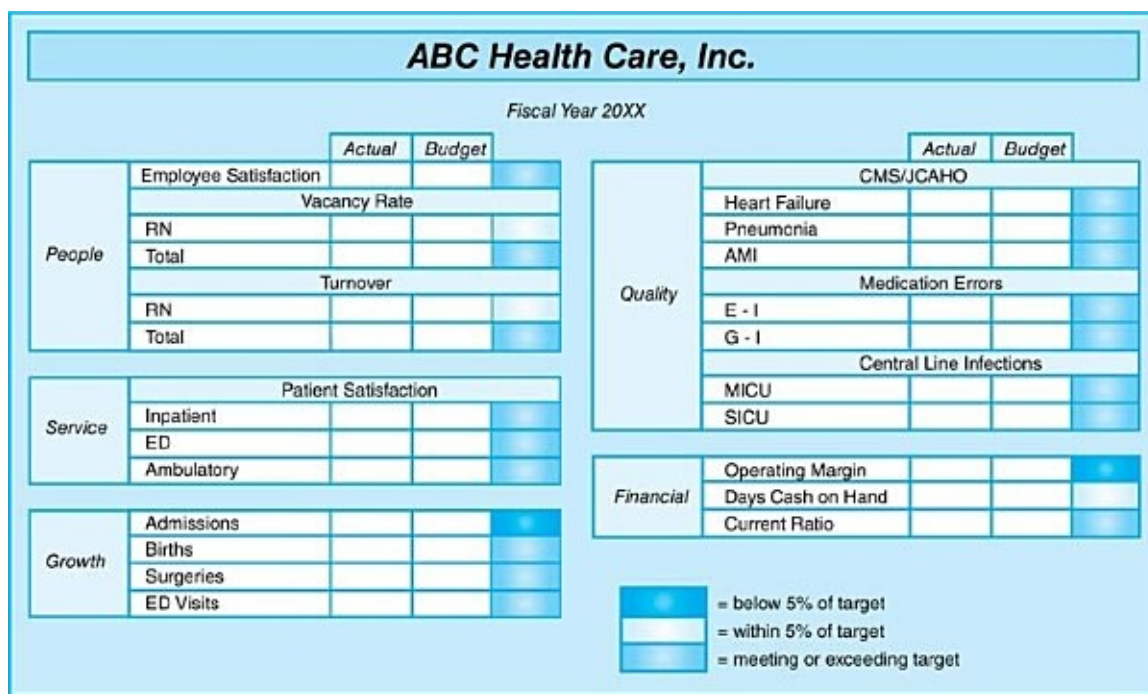 ABC Health Care, Inc.
Fiscal Year 20XX
Actual Budget
People
Employee Satisfaction
Vacancy Rate
RN
Total
Turnover
RN
Total
Service
Patient Satisfaction
Inpatient
ED
Ambulatory
Growth
Admissions
Births
Surgeries
ED Visits
Actual Budget
Quality
CMS/JCAHO
Heart Failure
Pneumonia
AMI
Medication Errors
E - I
G - I
Central Line Infections
MICU
SICU
Financial
Operating Margin
Days Cash on Hand
Current Ratio
= below 5% of target
= within 5% of target
= meeting or exceeding target